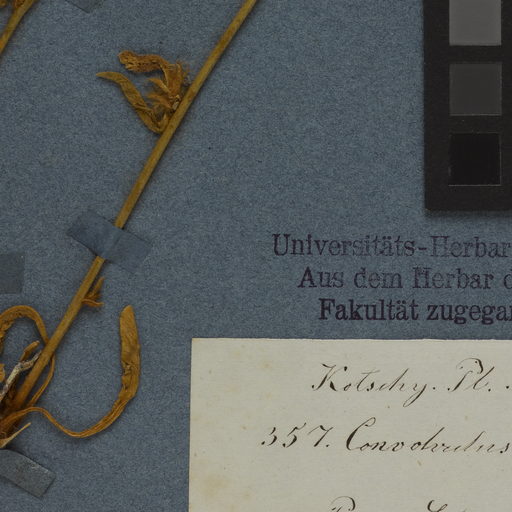 Universitäts-Herbar
Aus dem Herbar d
Fakultät zugegan
Kotschy. Pl.
357. Convolvulus